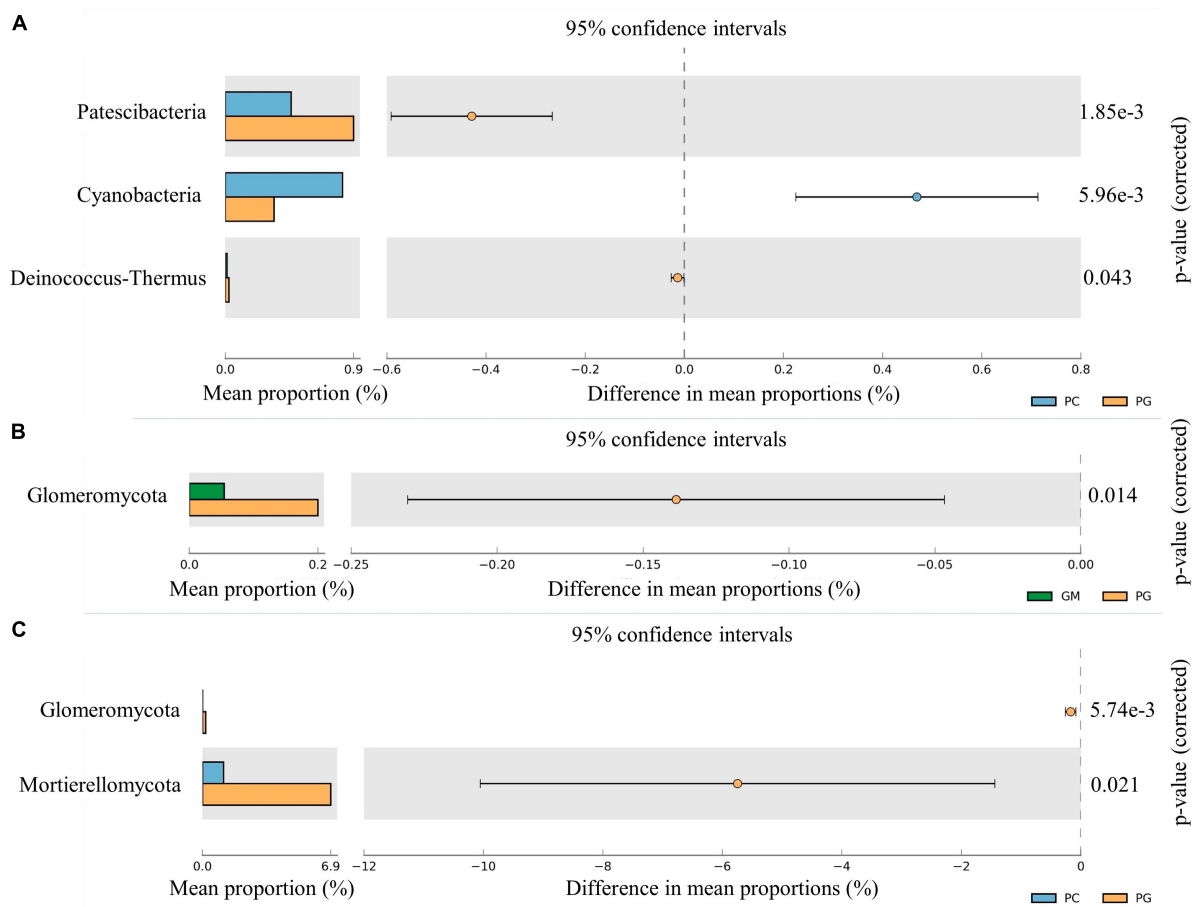 A
95% confidence intervals
Patescibacteria
1.85e-3
Cyanobacteria
5.96e-3
Deinococcus-Thermus
0.043
p-value (corrected)
0.0 0.9 −0.6 −0.4 −0.2 0.0 0.2 0.4 0.6 0.8
Mean proportion (%) Difference in mean proportions (%)
PC PG
B
95% confidence intervals
Glomeromycota
0.014
p-value (corrected)
0.0 0.2 −0.25 −0.20 −0.15 −0.10 −0.05 0.00
Mean proportion (%) Difference in mean proportions (%)
GM PG
C
95% confidence intervals
Glomeromycota
5.74e-3
Mortierellomycota
0.021
p-value (corrected)
0.0 6.9 −12 −10 −8 −6 −4 −2 0
Mean proportion (%) Difference in mean proportions (%)
PC PG